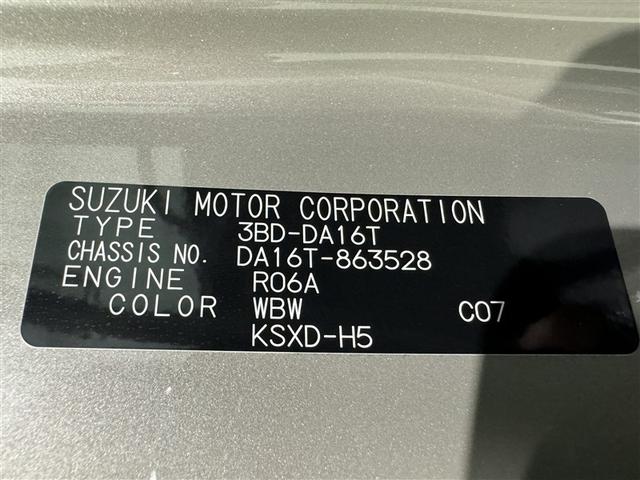 SUZUKI MOTOR CORPORATION
TYPE 3BD-DA16T
CHASSIS NO. DA16T-863528
ENGINE R06A
COLOR WBW C07
KSXD-H5